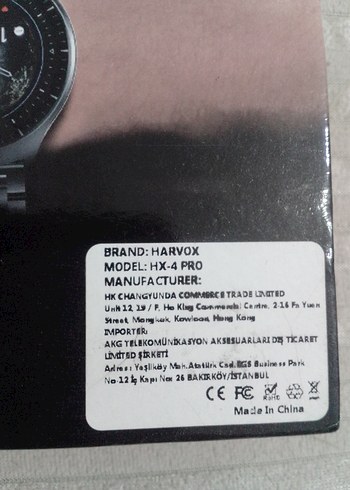 BRAND: HARVOX
MODEL: HX-4 PRO
MANUFACTURER:
HK CHANGYUNDA COMMERCE TRADE LIMITED
Unit 12, 19 / F, Ho King Commercial Centre, 2-16 Fa Yuen
Street, Mongkok, Kowloon, Hong Kong
IMPORTER:
AKG TELEKOMÜNİKASYON AKSESUARLARI DIŞ TİCARET
LİMİTED ŞİRKETİ
Adres: Yeşilköy Mah. Atatürk Cad. EGS Business Park
No:12 İç Kapı No: 26 BAKIRKÖY/İSTANBUL
CE FC RoHS
Made In China